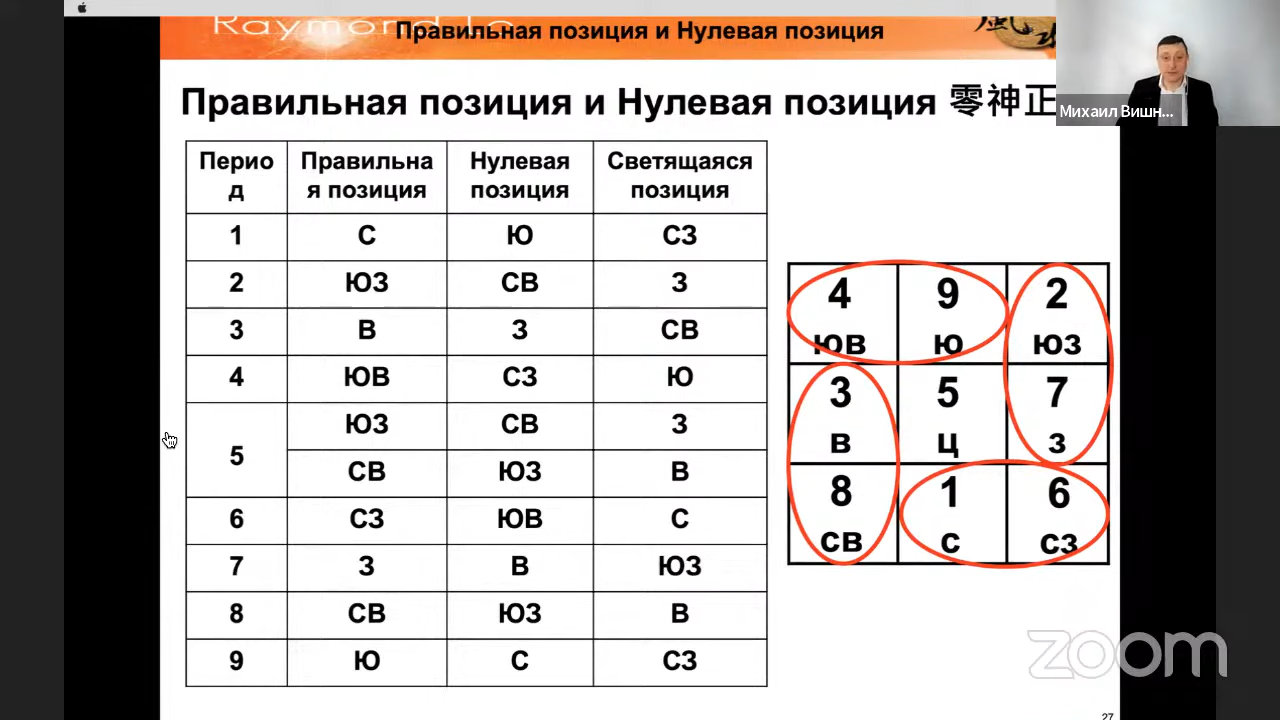 Raymond Lo
Правильная позиция и Нулевая позиция
Правильная позиция и Нулевая позиция 零神正
Михаил Вишн...
Перио
д
Правильна
я позиция
Нулевая
позиция
Светящаяся
позиция
1 С Ю СЗ
2 ЮЗ СВ З
3 В З СВ
4 ЮВ СЗ Ю
5
ЮЗ СВ З
СВ ЮЗ В
6 СЗ ЮВ С
7 З В ЮЗ
8 СВ ЮЗ В
9 Ю С СЗ
4 9 2
ЮВ Ю ЮЗ
3 5 7
В Ц З
8 1 6
СВ С СЗ
zoom
27